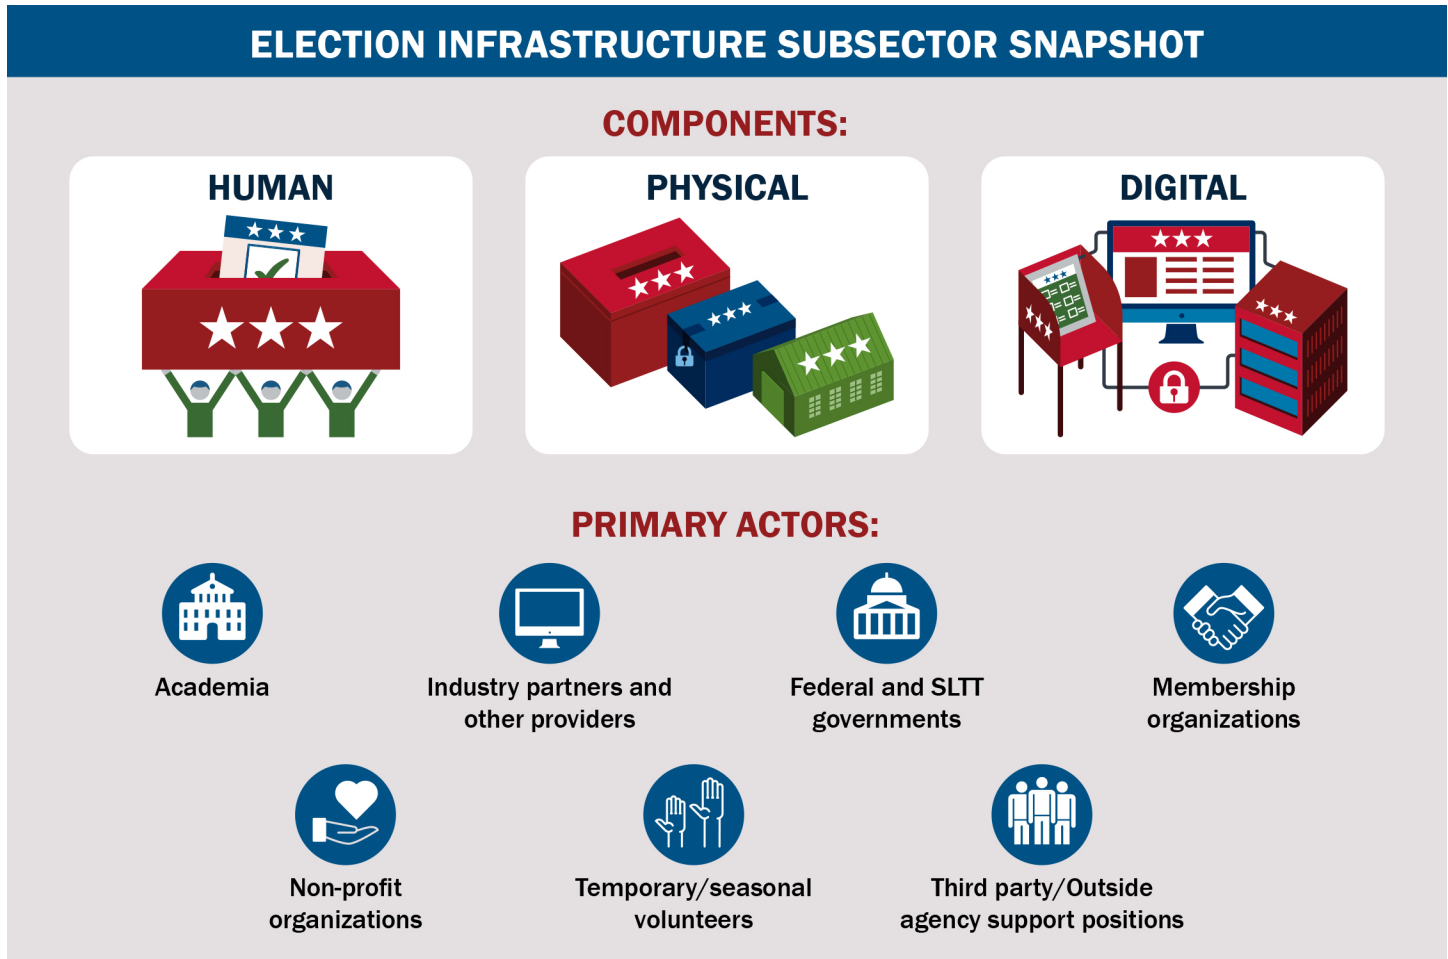 ELECTION INFRASTRUCTURE SUBSECTOR SNAPSHOT
COMPONENTS:
HUMAN
PHYSICAL
DIGITAL
PRIMARY ACTORS:
Academia
Industry partners and
other providers
Federal and SLTT
governments
Membership
organizations
Non-profit
organizations
Temporary/seasonal
volunteers
Third party/Outside
agency support positions